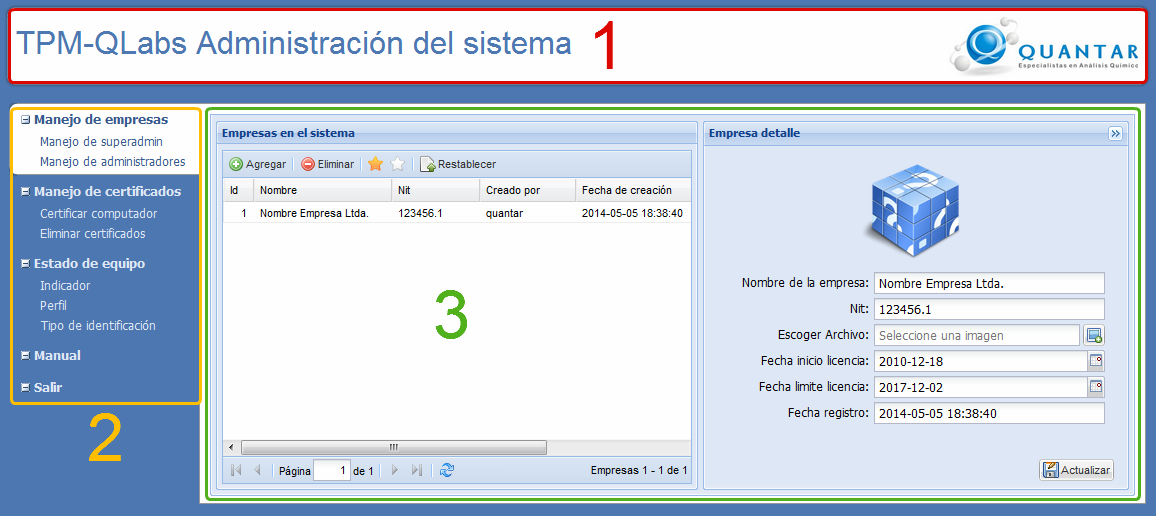 TPM-QLabs Administración del sistema 1
QUANTAR
Especialistas en Análisis Químico
Manejo de empresas
Manejo de superadmin
Manejo de administradores
Manejo de certificados
Certificar computador
Eliminar certificados
Estado de equipo
Indicador
Perfil
Tipo de identificación
Manual
Salir
2
Empresas en el sistema
Agregar Eliminar Restablecer
Id Nombre Nit Creado por Fecha de creación
1 Nombre Empresa Ltda. 123456.1 quantar 2014-05-05 18:38:40
3
Página 1 de 1 Empresas 1 - 1 de 1
Empresa detalle
Nombre de la empresa: Nombre Empresa Ltda.
Nit: 123456.1
Escoger Archivo: Seleccione una imagen
Fecha inicio licencia: 2010-12-18
Fecha limite licencia: 2017-12-02
Fecha registro: 2014-05-05 18:38:40
Actualizar